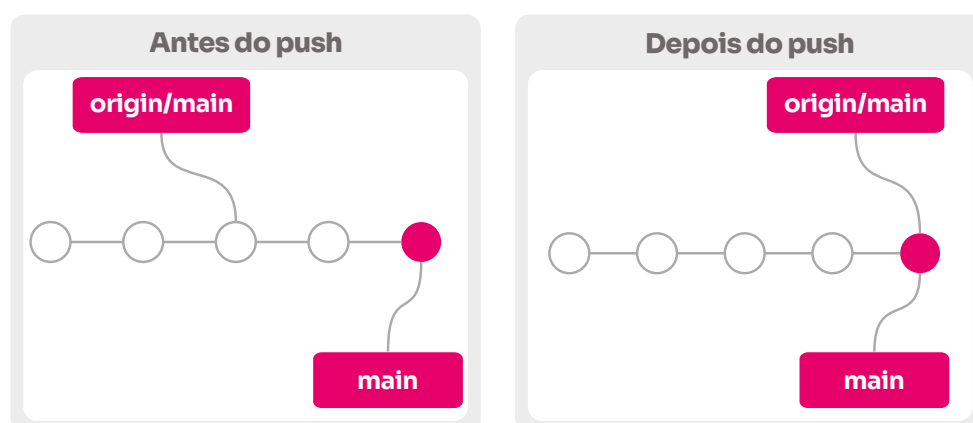 Antes do push
origin/main
main
Depois do push
origin/main
main